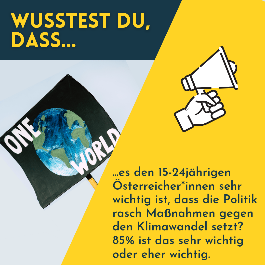 WUSSTEST DU,
DASS...
ONE
WORLD
...es den 15-24jährigen
Österreicher*innen sehr
wichtig ist, dass die Politik
rasch Maßnahmen gegen
den Klimawandel setzt?
85% ist das sehr wichtig
oder eher wichtig.